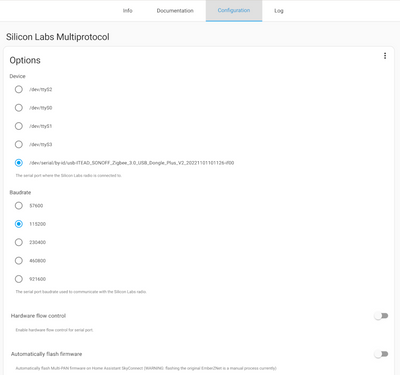 Info Documentation Configuration Log
Silicon Labs Multiprotocol
Options
Device
/dev/ttyS2
/dev/ttyS0
/dev/ttyS1
/dev/ttyS3
/dev/serial/by-id/usb-ITEAD_SONOFF_Zigbee_3.0_USB_Dongle_Plus_V2_20221101101136-if00
The serial port where the Silicon Labs radio is connected to.
Baudrate
57600
115200
230400
460800
921600
The serial port baudrate used to communicate with the Silicon Labs radio.
Hardware flow control
Enable hardware flow control for serial port.
Automatically flash firmware
Automatically flash Multi-PAN firmware on Home Assistant SkyConnect (WARNING: flashing the original EmberZNet is a manual process currently)